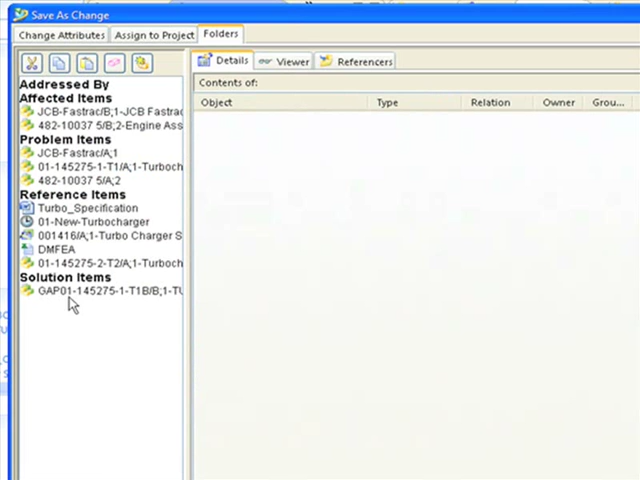 Save As Change
Change Attributes
Assign to Project
Folders
Details
Viewer
Referencers
Contents of:
Object
Type
Relation
Owner
Grou...
Addressed By
Affected Items
JCB-Fastrac/B;1-JCB Fastrac
482-10037 5/B;2-Engine Ass
Problem Items
JCB-Fastrac/A;1
01-145275-1-T1/A;1-Turboch
482-10037 5/A;2
Reference Items
Turbo_Specification
01-New-Turbocharger
001416/A;1-Turbo Charger S
DMFEA
01-145275-2-T2/A;1-Turboch
Solution Items
GAP01-145275-1-T1B/B;1-TU